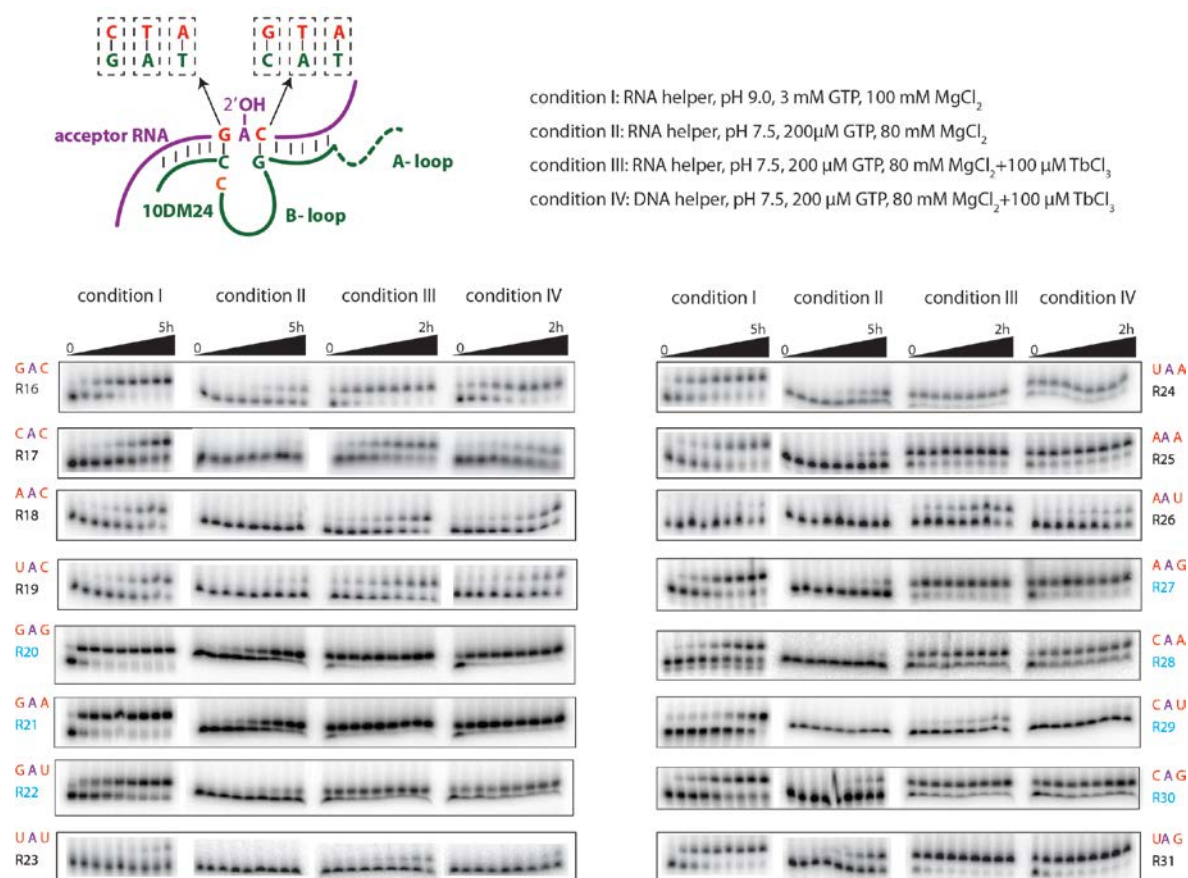 C T A
G A T
G T A
C A T
2'OH
acceptor RNA
G A C
C G
C
A- loop
10DM24
B- loop
condition I: RNA helper, pH 9.0, 3 mM GTP, 100 mM MgCl2
condition II: RNA helper, pH 7.5, 200µM GTP, 80 mM MgCl2
condition III: RNA helper, pH 7.5, 200 µM GTP, 80 mM MgCl2+100 µM TbCl3
condition IV: DNA helper, pH 7.5, 200 µM GTP, 80 mM MgCl2+100 µM TbCl3
condition I condition II condition III condition IV
0 5h 0 5h 0 2h 0 2h
G A C
R16
C A C
R17
A A C
R18
U A C
R19
G A G
R20
G A A
R21
G A U
R22
U A U
R23
condition I condition II condition III condition IV
0 5h 0 5h 0 2h 0 2h
U A A
R24
A A A
R25
A A U
R26
A A G
R27
C A A
R28
C A U
R29
C A G
R30
U A G
R31